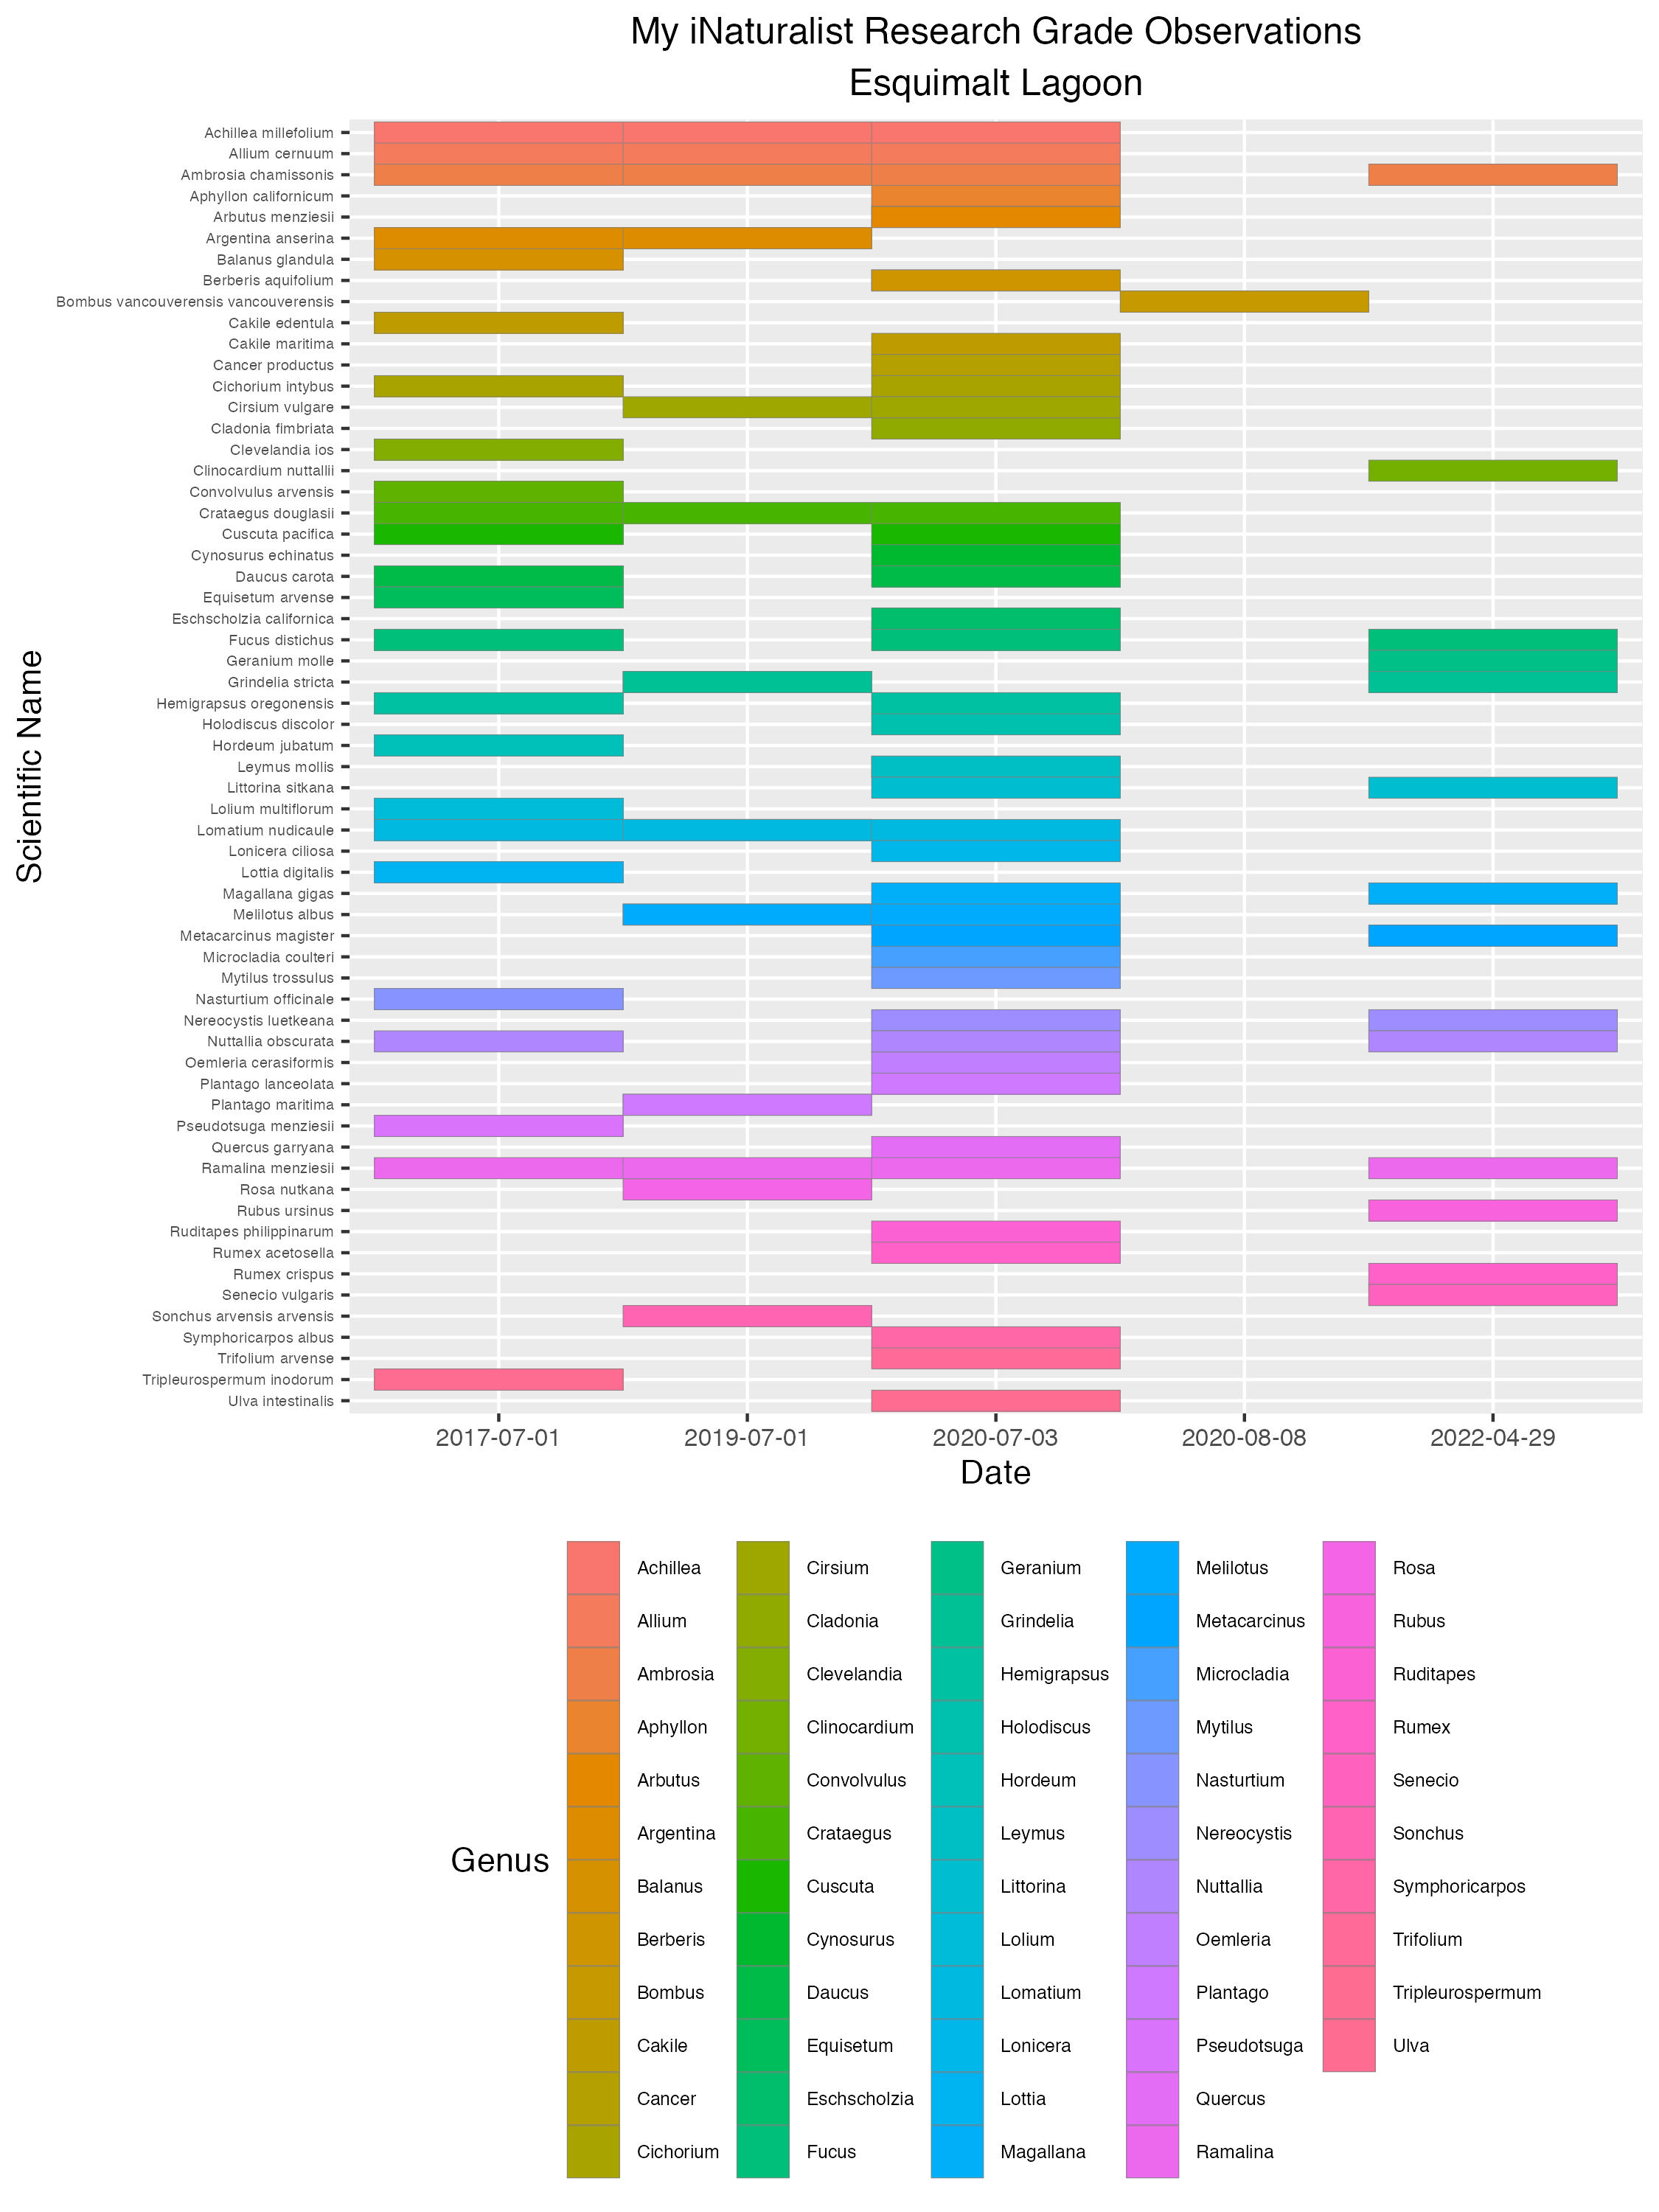 My iNaturalist Research Grade Observations
Esquimalt Lagoon
Scientific Name
Achillea millefolium
Allium cernuum
Ambrosia chamissonis
Aphyllon californicum
Arbutus menziesii
Argentina anserina
Balanus glandula
Berberis aquifolium
Bombus vancouverensis vancouverensis
Cakile edentula
Cakile maritima
Cancer productus
Cichorium intybus
Cirsium vulgare
Cladonia fimbriata
Clevelandia ios
Clinocardium nuttallii
Convolvulus arvensis
Crataegus douglasii
Cuscuta pacifica
Cynosurus echinatus
Daucus carota
Equisetum arvense
Eschscholzia californica
Fucus distichus
Geranium molle
Grindelia stricta
Hemigrapsus oregonensis
Holodiscus discolor
Hordeum jubatum
Leymus mollis
Littorina sitkana
Lolium multiflorum
Lomatium nudicaule
Lonicera ciliosa
Lottia digitalis
Magallana gigas
Melilotus albus
Metacarcinus magister
Microcladia coulteri
Mytilus trossulus
Nasturtium officinale
Nereocystis luetkeana
Nuttallia obscurata
Oemleria cerasiformis
Plantago lanceolata
Plantago maritima
Pseudotsuga menziesii
Quercus garryana
Ramalina menziesii
Rosa nutkana
Rubus ursinus
Ruditapes philippinarum
Rumex acetosella
Rumex crispus
Senecio vulgaris
Sonchus arvensis arvensis
Symphoricarpos albus
Trifolium arvense
Tripleurospermum inodorum
Ulva intestinalis
2017-07-01 2019-07-01 2020-07-03 2020-08-08 2022-04-29
Date
Genus
Achillea
Allium
Ambrosia
Aphyllon
Arbutus
Argentina
Balanus
Berberis
Bombus
Cakile
Cancer
Cichorium
Cirsium
Cladonia
Clevelandia
Clinocardium
Convolvulus
Crataegus
Cuscuta
Cynosurus
Daucus
Equisetum
Eschscholzia
Fucus
Geranium
Grindelia
Hemigrapsus
Holodiscus
Hordeum
Leymus
Littorina
Lolium
Lomatium
Lonicera
Lottia
Magallana
Melilotus
Metacarcinus
Microcladia
Mytilus
Nasturtium
Nereocystis
Nuttallia
Oemleria
Plantago
Pseudotsuga
Quercus
Ramalina
Rosa
Rubus
Ruditapes
Rumex
Senecio
Sonchus
Symphoricarpos
Trifolium
Tripleurospermum
Ulva